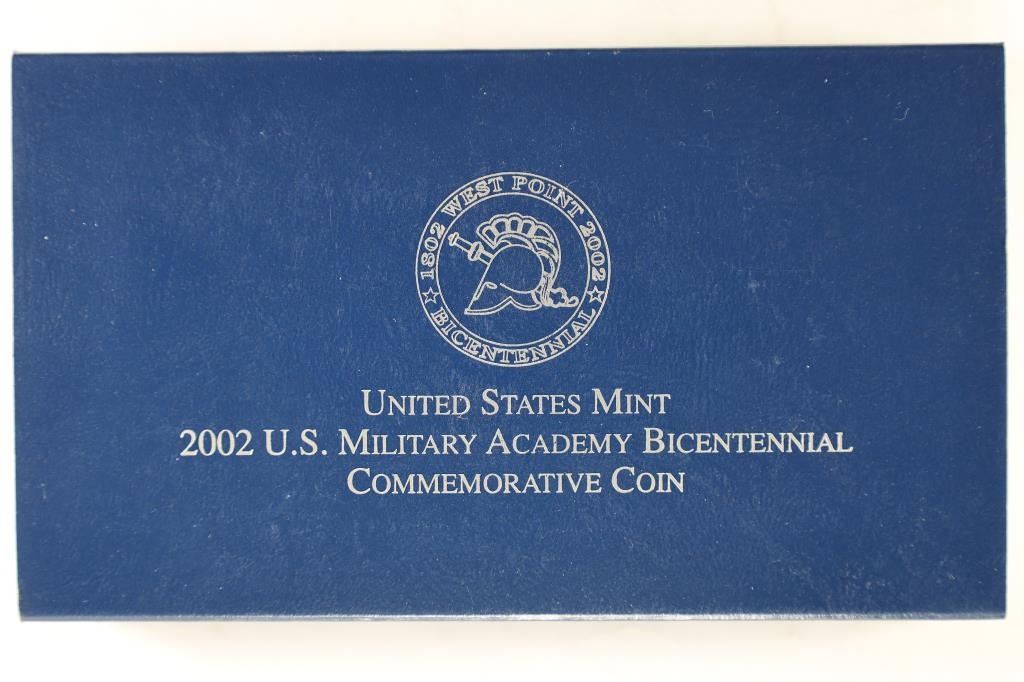 1802 WEST POINT 2002
BICENTENNIAL
UNITED STATES MINT
2002 U.S. MILITARY ACADEMY BICENTENNIAL
COMMEMORATIVE COIN